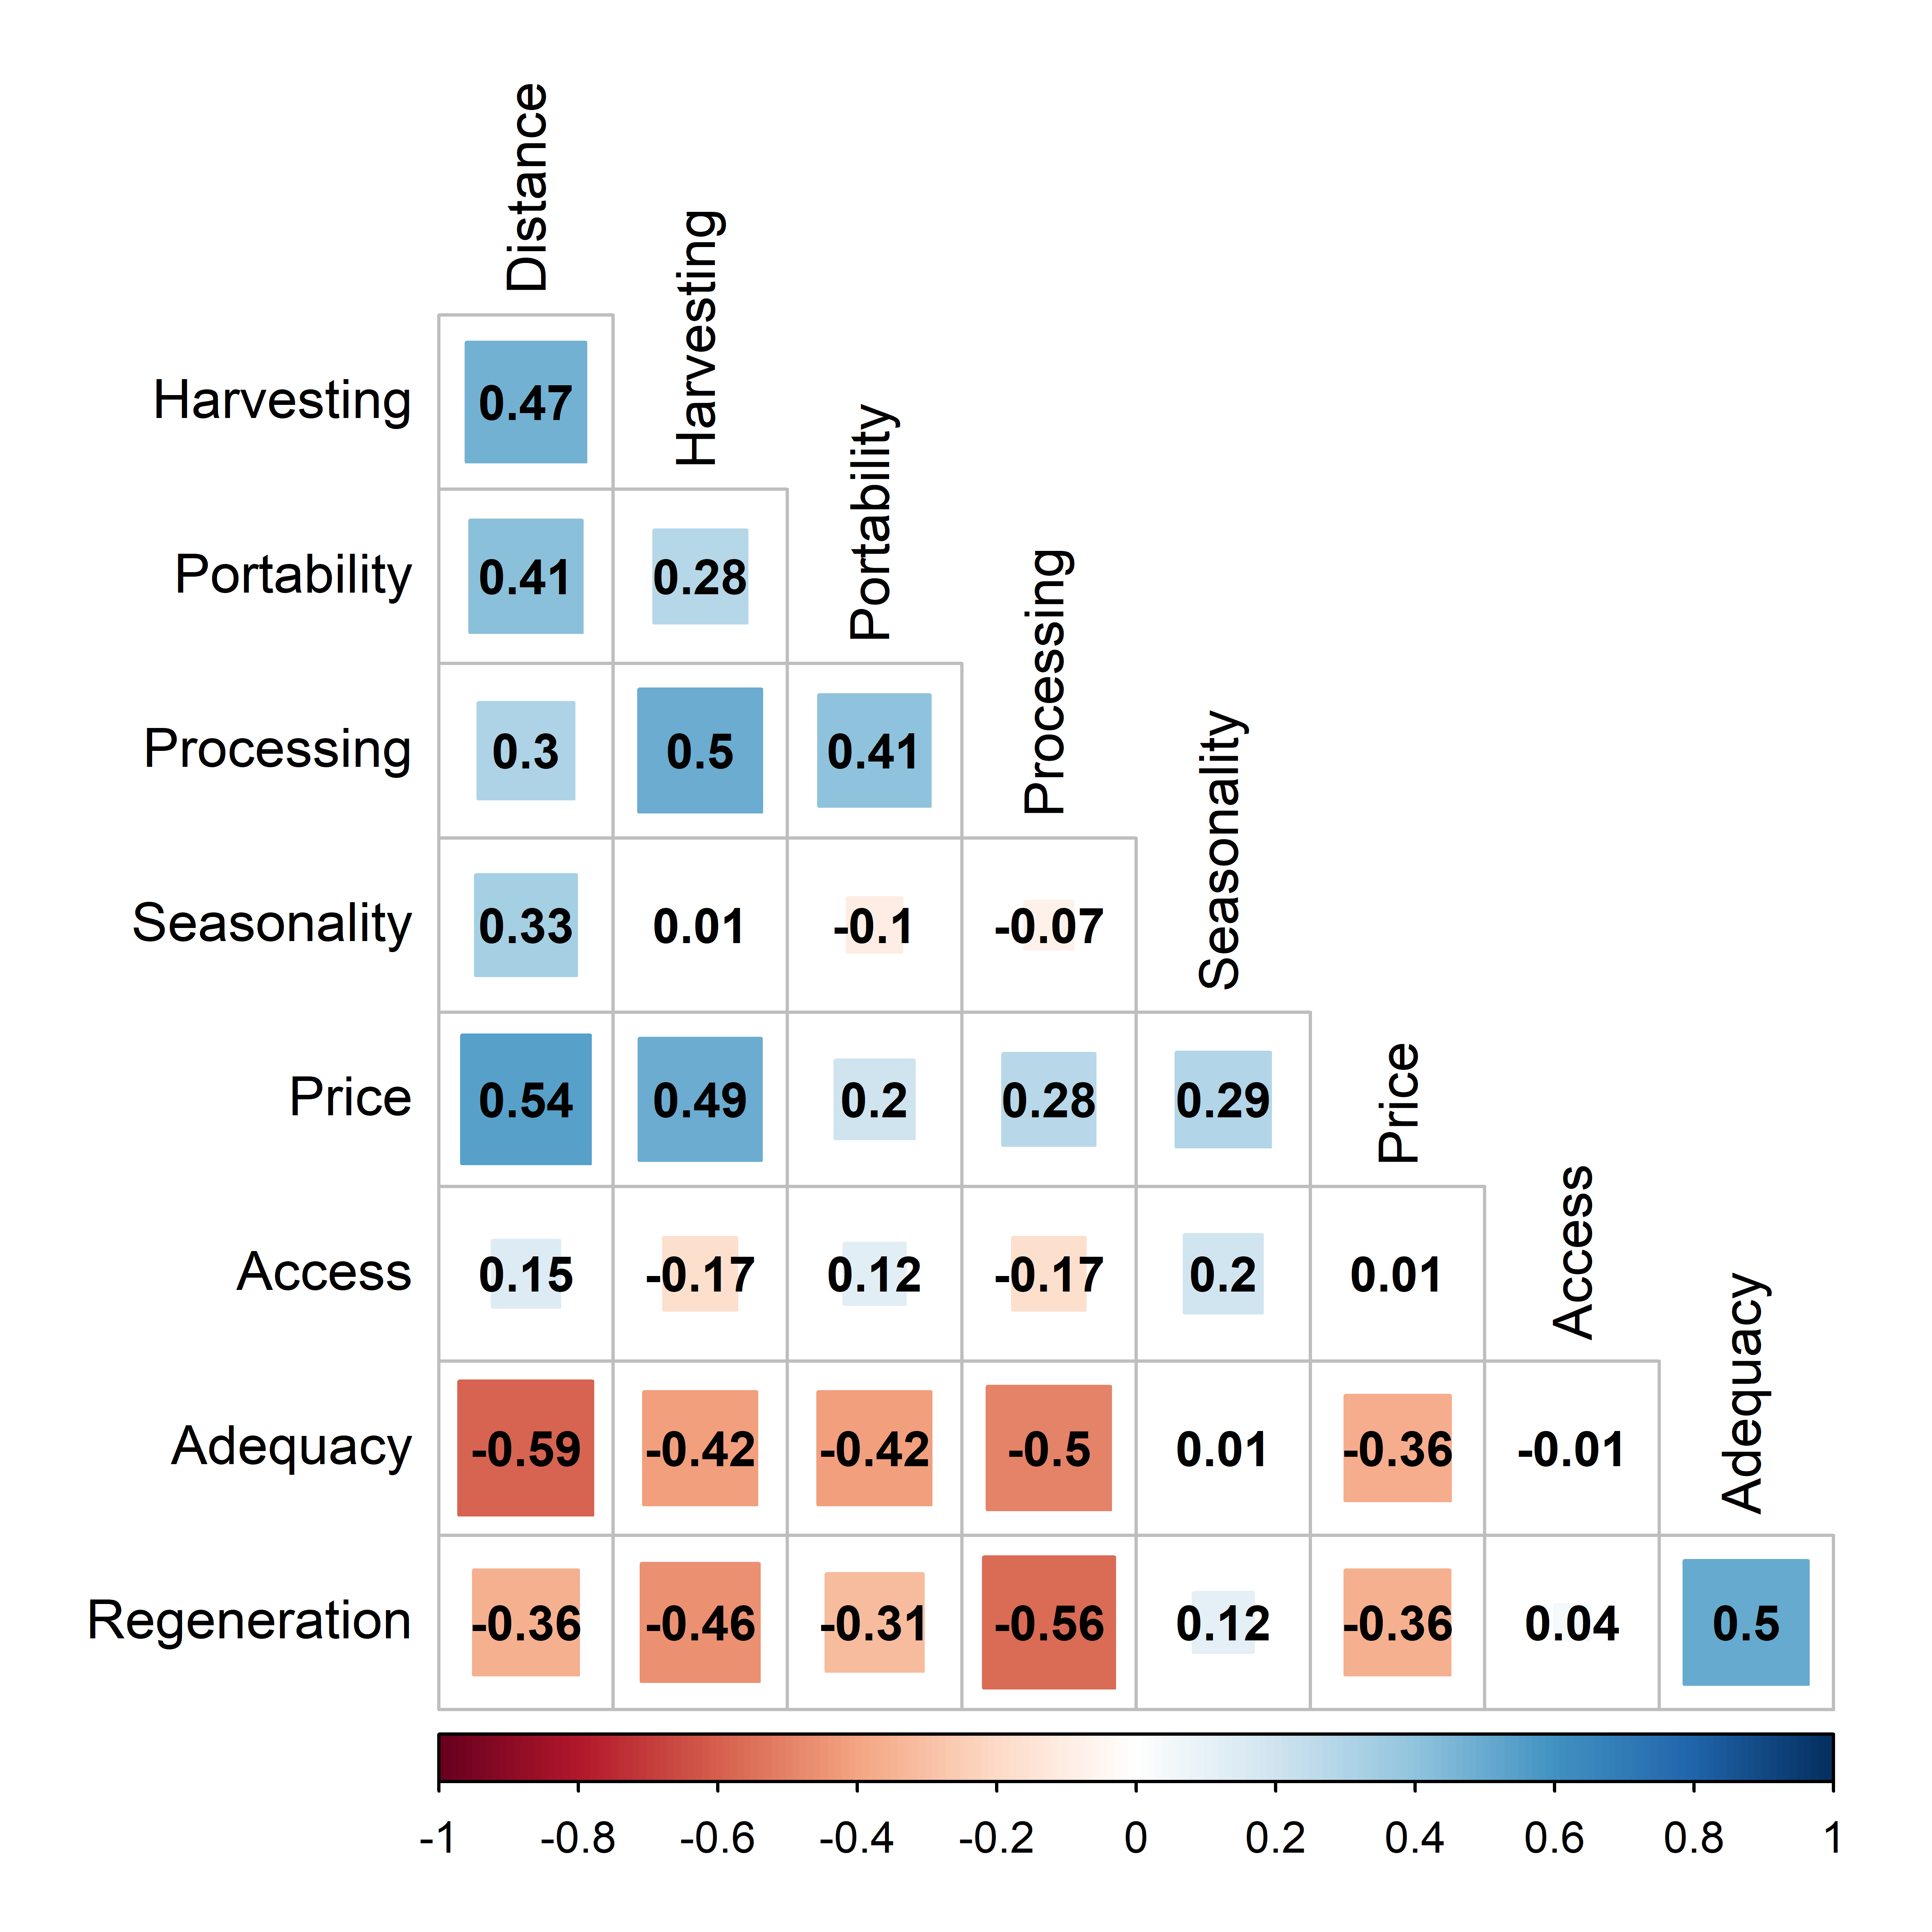 Distance
Harvesting
Portability
Processing
Seasonality
Price
Access
Adequacy
Harvesting 0.47
Portability 0.41 0.28
Processing 0.3 0.5 0.41
Seasonality 0.33 0.01 -0.1 -0.07
Price 0.54 0.49 0.2 0.28 0.29
Access 0.15 -0.17 0.12 -0.17 0.2 0.01
Adequacy -0.59 -0.42 -0.42 -0.5 0.01 -0.36 -0.01
Regeneration -0.36 -0.46 -0.31 -0.56 0.12 -0.36 0.04 0.5
-1 -0.8 -0.6 -0.4 -0.2 0 0.2 0.4 0.6 0.8 1